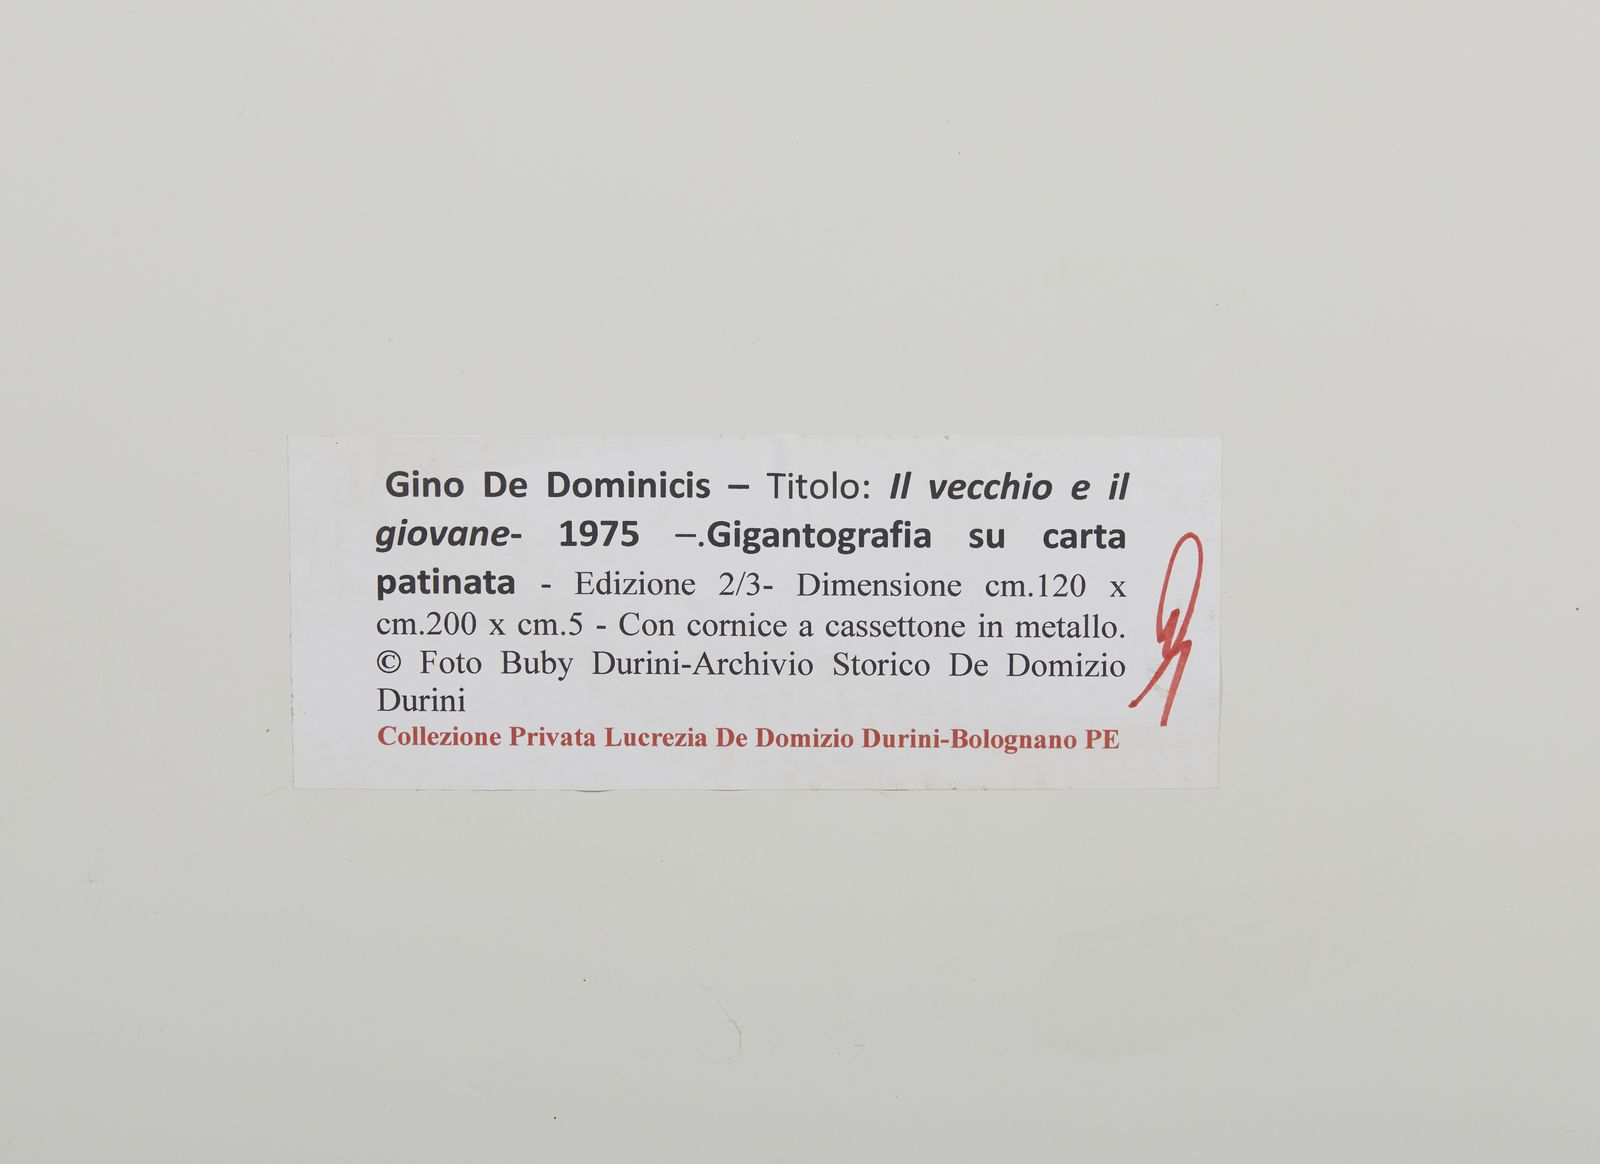 Gino De Dominicis – Titolo: Il vecchio e il
giovane- 1975 –.Gigantografia su carta
patinata - Edizione 2/3- Dimensione cm.120 x
cm.200 x cm.5 - Con cornice a cassettone in metallo.
© Foto Buby Durini-Archivio Storico De Domizio
Durini
Collezione Privata Lucrezia De Domizio Durini-Bolognano PE